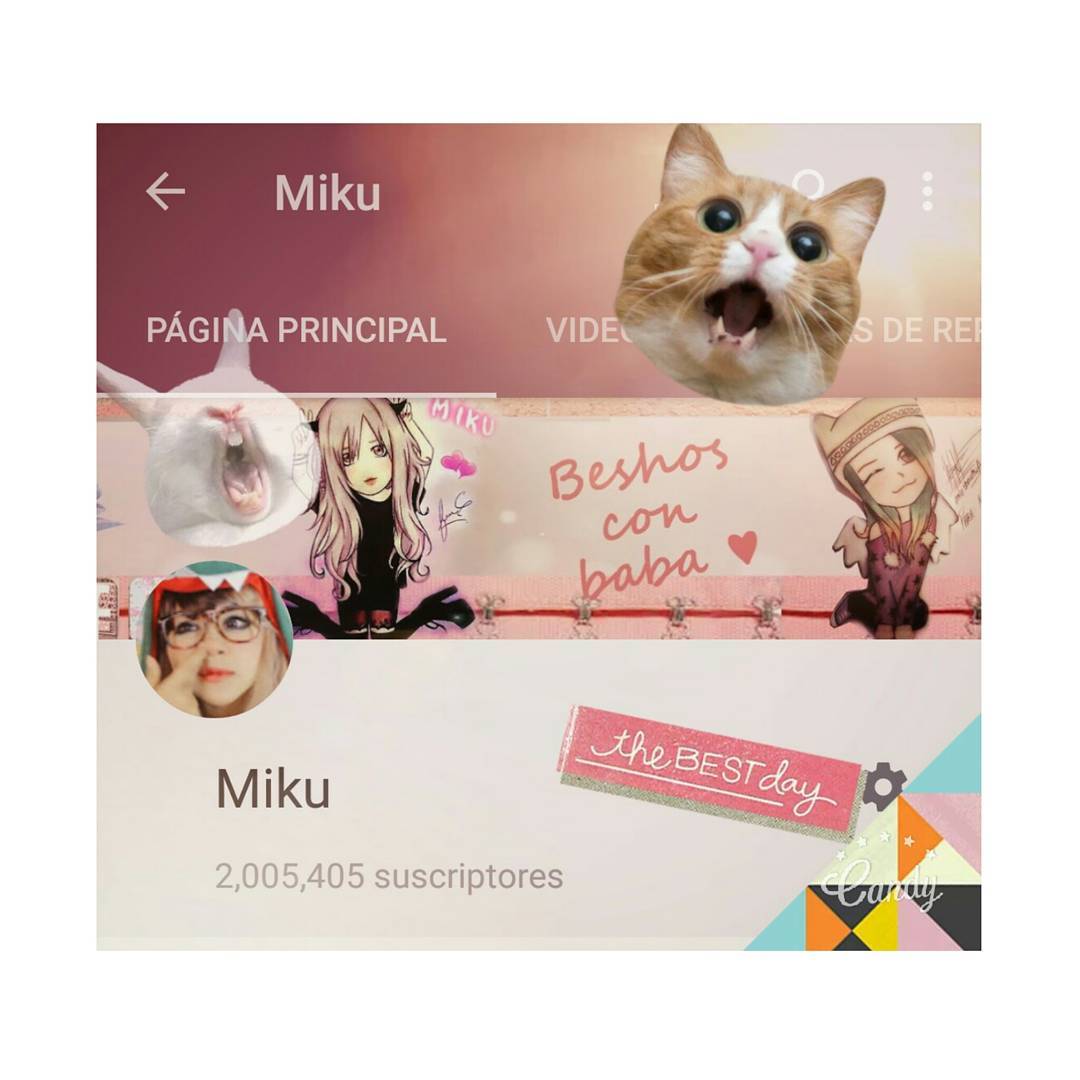 Miku
PÁGINA PRINCIPAL
MIKU
Beshos
con
baba
the BEST day
Miku
2,005,405 suscriptores
Candy